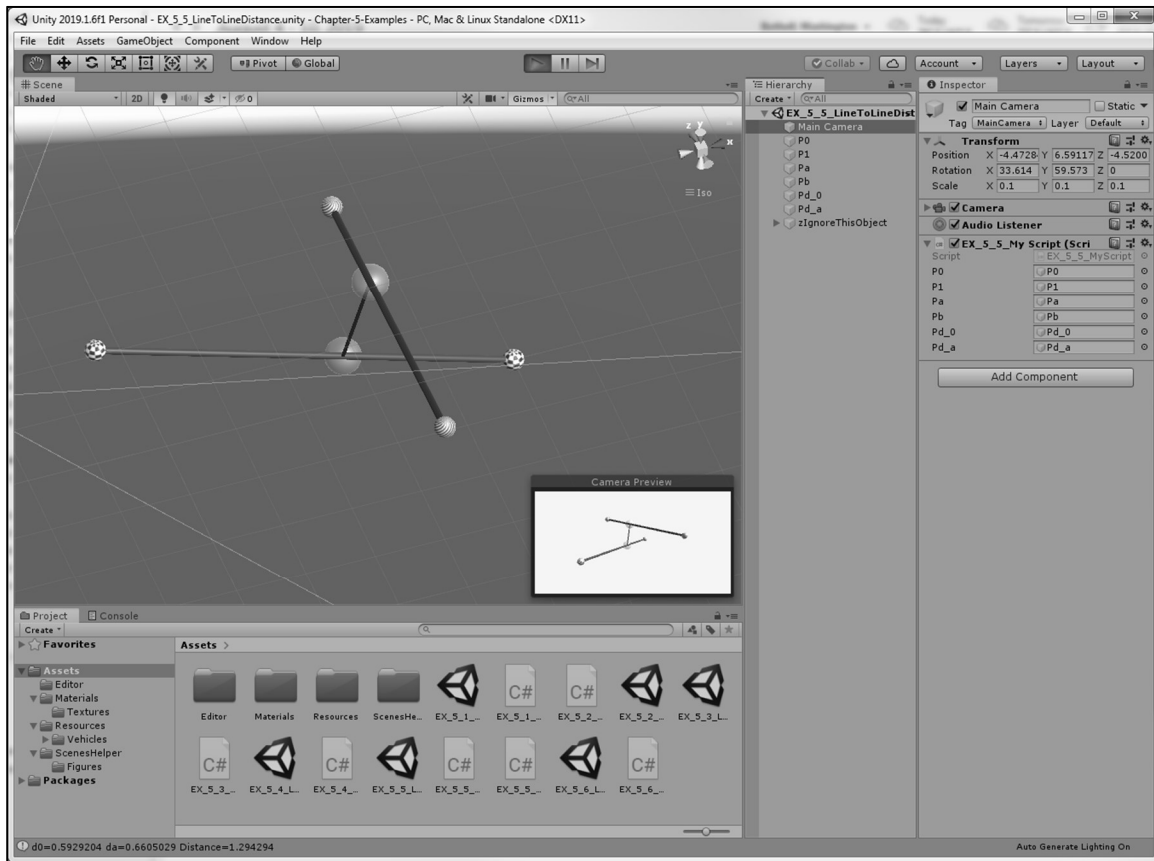 Unity 2019.1.6f1 Personal - EX_5_5_LineToLineDistance.unity - Chapter-5-Examples - PC, Mac & Linux Standalone <DX11>
File Edit Assets GameObject Component Window Help
Pivot Global Collab Account Layers Layout
Scene
Shaded 2D 0 Gizmos All
z y x
Iso
Camera Preview
Hierarchy
Create All
EX_5_5_LineToLineDist
Main Camera
P0
P1
Pa
Pb
Pd_0
Pd_a
zIgnoreThisObject
Inspector
Main Camera Static
Tag MainCamera Layer Default
Transform
Position X -4.4728 Y 6.59117 Z -4.5200
Rotation X 33.614 Y 59.573 Z 0
Scale X 0.1 Y 0.1 Z 0.1
Camera
Audio Listener
EX_5_5_My Script (Scri
Script EX_5_5_MyScript
P0 P0
P1 P1
Pa Pa
Pb Pb
Pd_0 Pd_0
Pd_a Pd_a
Add Component
Project Console
Create
Favorites
Assets
Editor
Materials
Textures
Resources
Vehicles
ScenesHelper
Figures
Packages
Assets >
C# C#
Editor Materials Resources ScenesHe... EX_5_1_... EX_5_1_... EX_5_2_... EX_5_2_... EX_5_3_L...
C# C# C# C# C#
EX_5_3_... EX_5_4_L... EX_5_4_... EX_5_5_L... EX_5_5_... EX_5_5_... EX_5_6_L... EX_5_6_...
d0=0.5929204 da=0.6605029 Distance=1.294294
Auto Generate Lighting On